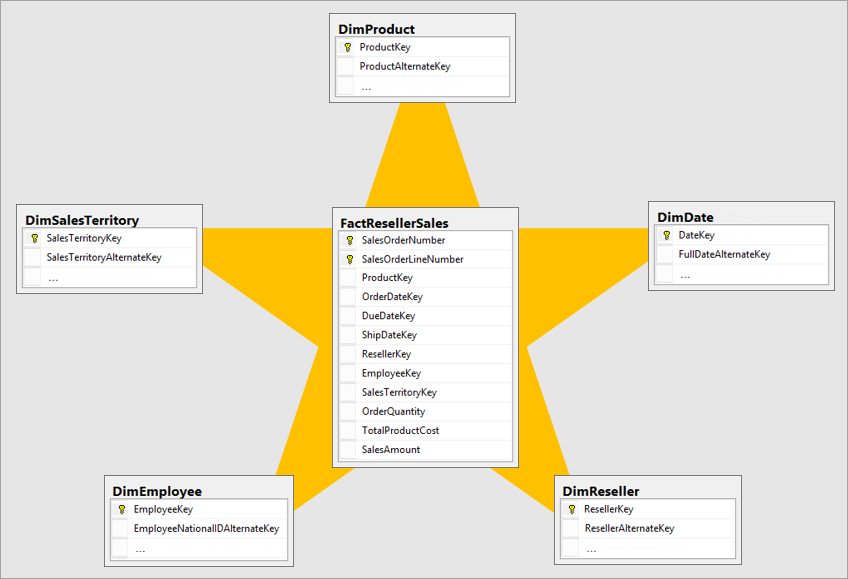 DimProduct
ProductKey
ProductAlternateKey
...
DimSalesTerritory
SalesTerritoryKey
SalesTerritoryAlternateKey
...
FactResellerSales
SalesOrderNumber
SalesOrderLineNumber
ProductKey
OrderDateKey
DueDateKey
ShipDateKey
ResellerKey
EmployeeKey
SalesTerritoryKey
OrderQuantity
TotalProductCost
SalesAmount
DimDate
DateKey
FullDateAlternateKey
...
DimEmployee
EmployeeKey
EmployeeNationalIDAlternateKey
...
DimReseller
ResellerKey
ResellerAlternateKey
...